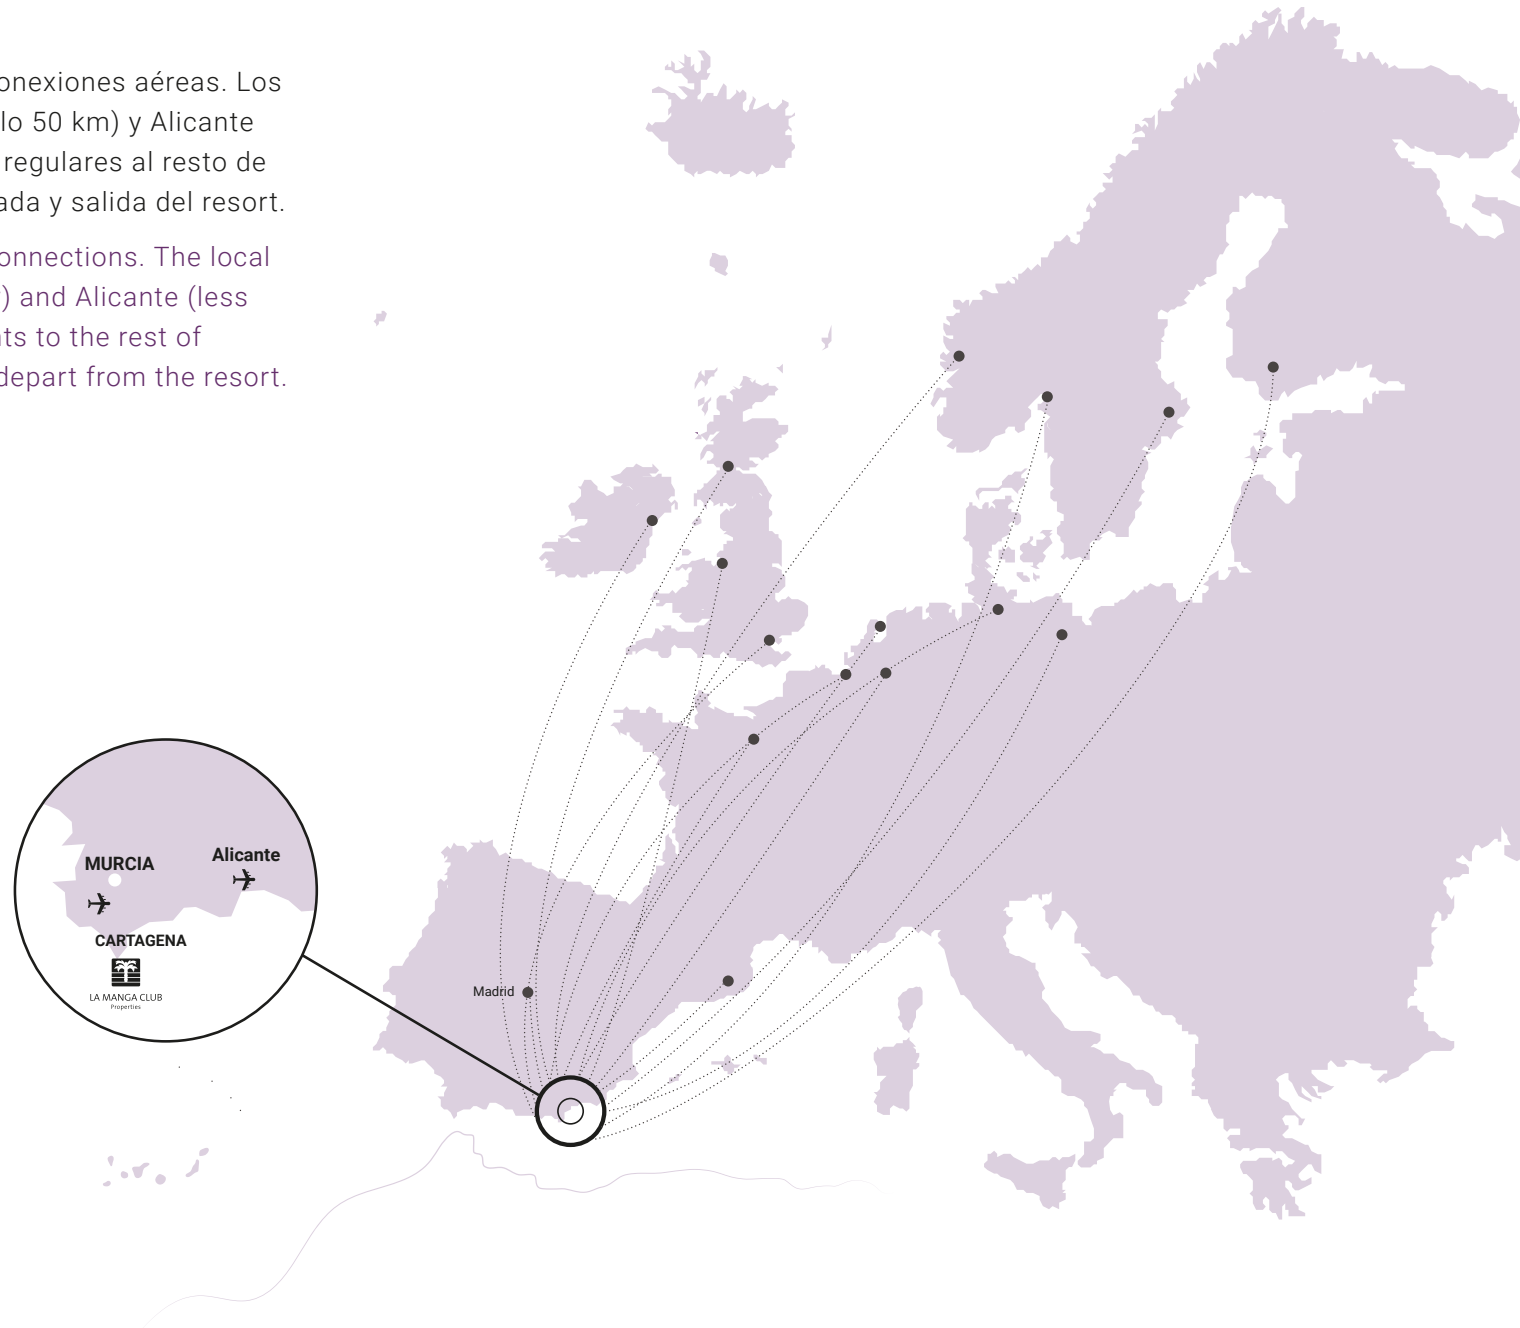 onexiones aéreas. Los
lo 50 km) y Alicante
regulares al resto de
ada y salida del resort.
onnections. The local
) and Alicante (less
ts to the rest of
depart from the resort.
MURCIA
Alicante
CARTAGENA
LA MANGA CLUB
Properties
Madrid